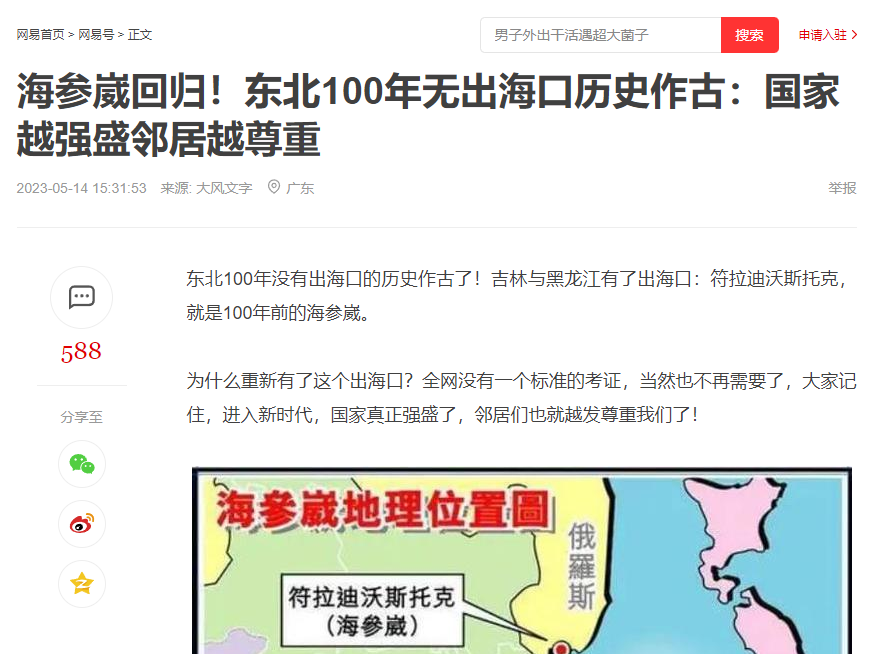 网易首页 > 网易号 > 正文
男子外出干活遇超大菌子
搜索
申请入驻
海参崴回归！东北100年无出海口历史作古：国家
越强盛邻居越尊重
2023-05-14 15:31:53 来源: 大风文字 广东
举报
588
分享至
东北100年没有出海口的历史作古了！吉林与黑龙江有了出海口：符拉迪沃斯托克，
就是100年前的海参崴。
为什么重新有了这个出海口？全网没有一个标准的考证，当然也不再需要了，大家记
住，进入新时代，国家真正强盛了，邻居们也就越发尊重我们了！
海參崴地理位置圖
俄羅斯
符拉迪沃斯托克
（海參崴）